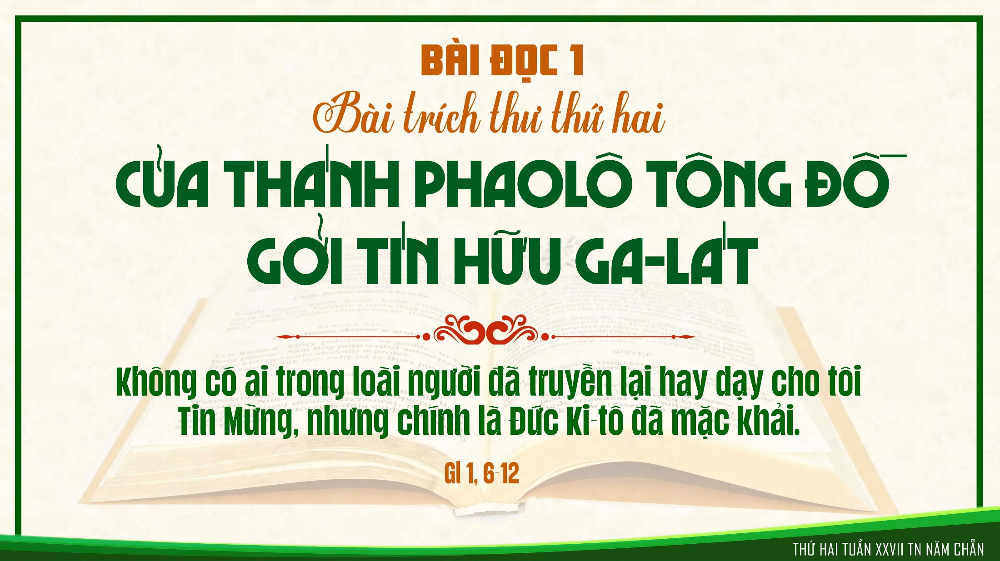 BÀI ĐỌC 1
Bài trích thư thứ hai
CỦA THÁNH PHAOLÔ TÔNG ĐỒ
GỞI TÍN HỮU GA-LÁT
Không có ai trong loài người đã truyền lại hay dạy cho tôi
Tin Mừng, nhưng chính là Đức Ki-tô đã mặc khải.
Gl 1, 6-12
THỨ HAI TUẦN XXVII TN NĂM CHẴN